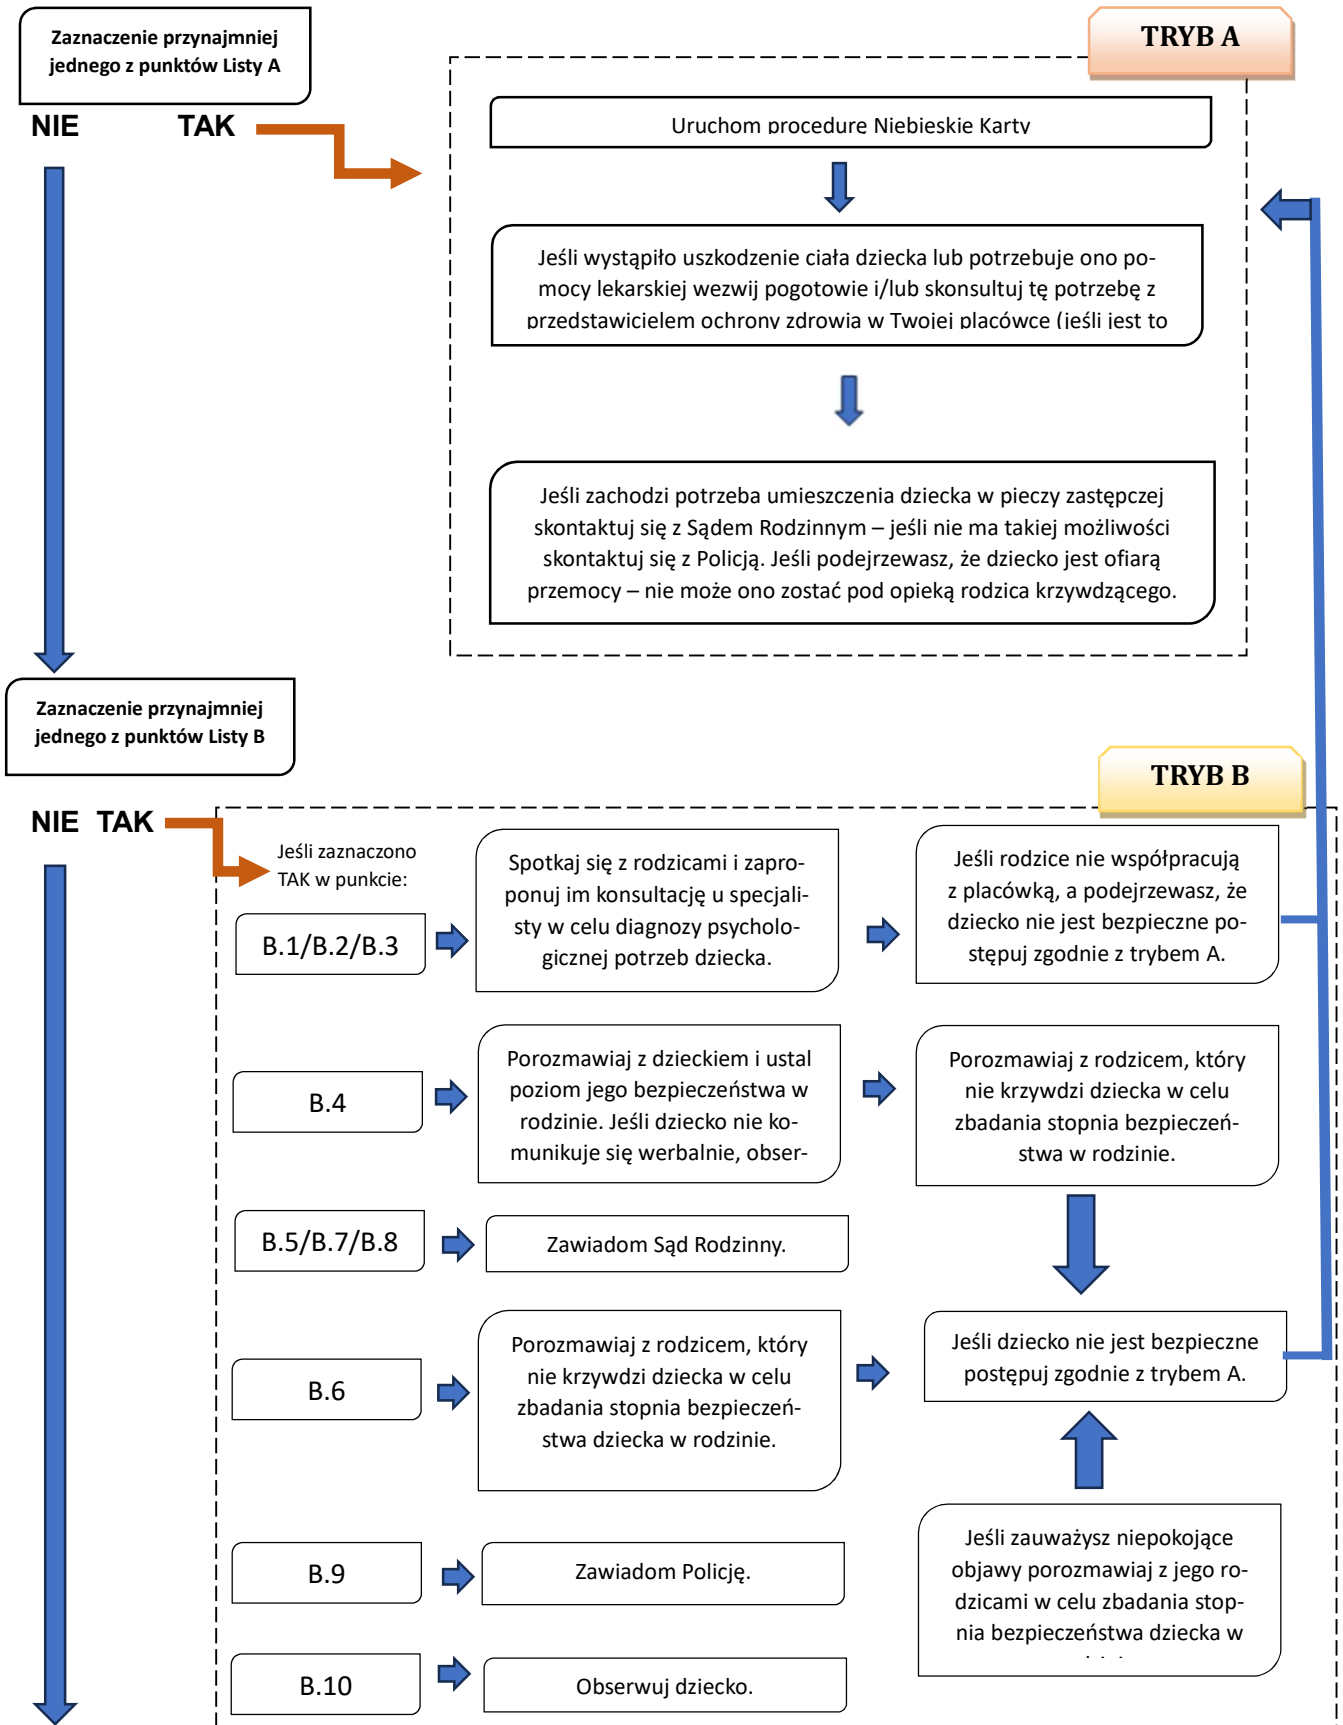 Zaznaczenie przynajmniej
jednego z punktów Listy A
NIE TAK
TRYB A
Uruchom procedurę Niebieskie Karty
Jeśli wystąpiło uszkodzenie ciała dziecka lub potrzebuje ono po-
mocy lekarskiej wezwij pogotowie i/lub skonsultuj tę potrzebę z
przedstawicielem ochrony zdrowia w Twojej placówce (jeśli jest to
Jeśli zachodzi potrzeba umieszczenia dziecka w pieczy zastępczej
skontaktuj się z Sądem Rodzinnym – jeśli nie ma takiej możliwości
skontaktuj się z Policją. Jeśli podejrzewasz, że dziecko jest ofiarą
przemocy – nie może ono zostać pod opieką rodzica krzywdzącego.
Zaznaczenie przynajmniej
jednego z punktów Listy B
NIE TAK
TRYB B
Jeśli zaznaczono
TAK w punkcie:
B.1/B.2/B.3
Spotkaj się z rodzicami i zapro-
ponuj im konsultację u specjali-
sty w celu diagnozy psycholo-
gicznej potrzeb dziecka.
Jeśli rodzice nie współpracują
z placówką, a podejrzewasz, że
dziecko nie jest bezpieczne po-
stępuj zgodnie z trybem A.
B.4
Porozmawiaj z dzieckiem i ustal
poziom jego bezpieczeństwa w
rodzinie. Jeśli dziecko nie ko-
munikuje się werbalnie, obser-
Porozmawiaj z rodzicem, który
nie krzywdzi dziecka w celu
zbadania stopnia bezpieczeń-
stwa w rodzinie.
B.5/B.7/B.8
Zawiadom Sąd Rodzinny.
B.6
Porozmawiaj z rodzicem, który
nie krzywdzi dziecka w celu
zbadania stopnia bezpieczeń-
stwa dziecka w rodzinie.
Jeśli dziecko nie jest bezpieczne
postępuj zgodnie z trybem A.
B.9
Zawiadom Policję.
Jeśli zauważysz niepokojące
objawy porozmawiaj z jego ro-
dzicami w celu zbadania stop-
nia bezpieczeństwa dziecka w
B.10
Obserwuj dziecko.